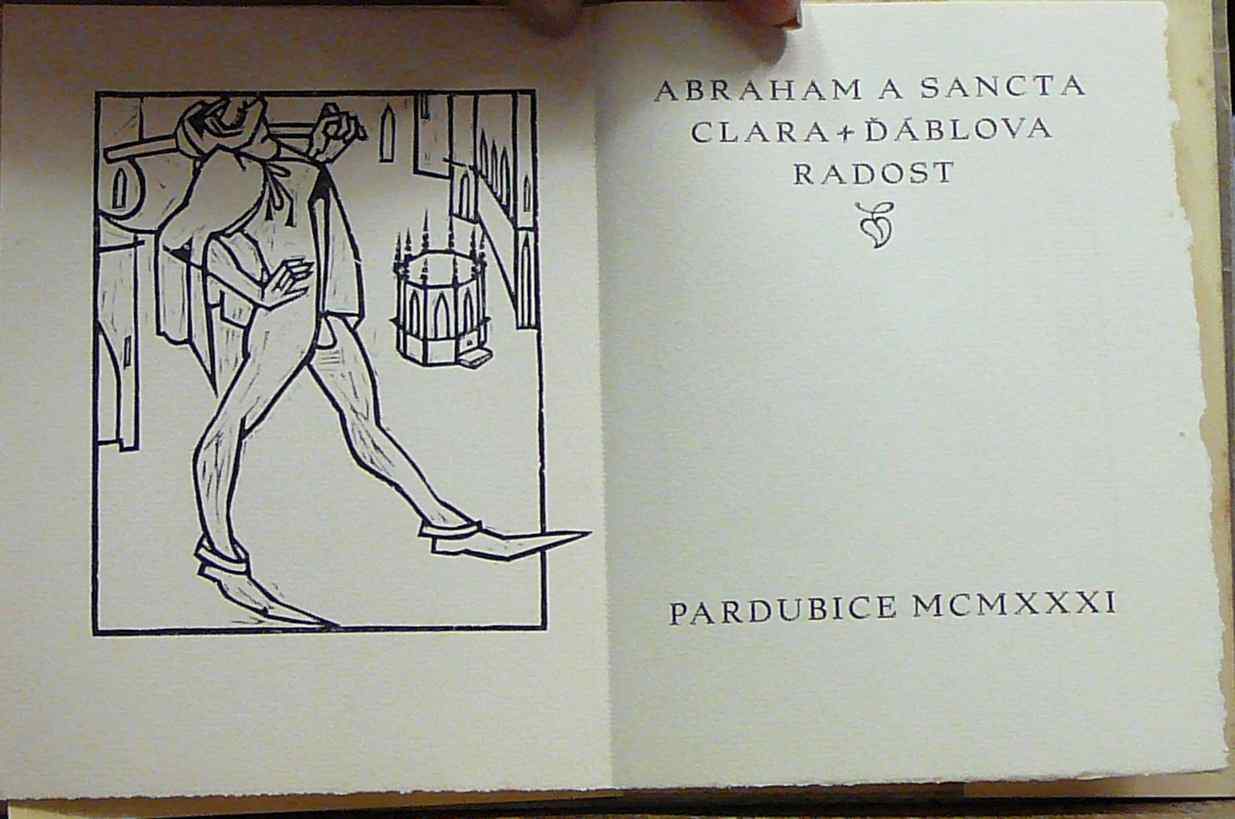 ABRAHAM A SANCTA
CLARA + ĎÁBLOVA
RADOST
PARDUBICE MCMXXXI